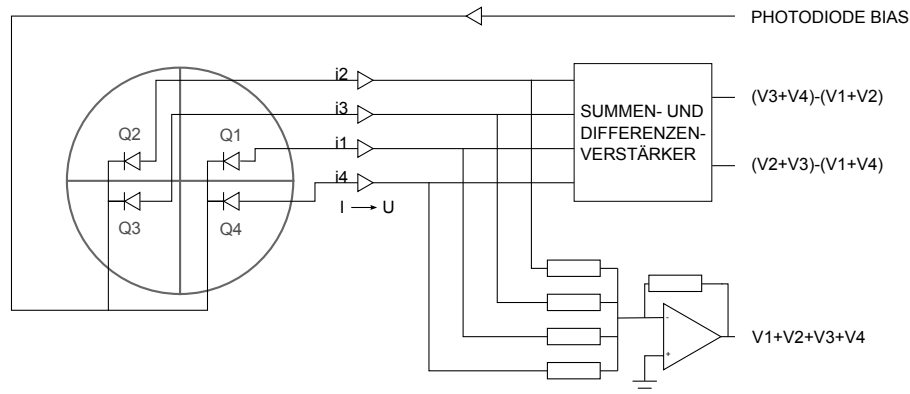 PHOTODIODE BIAS
i2
i3
i1
i4
I → U
Q2
Q1
Q3
Q4
SUMMEN- UND
DIFFERENZEN-
VERSTÄRKER
(V3+V4)-(V1+V2)
(V2+V3)-(V1+V4)
-
+
V1+V2+V3+V4